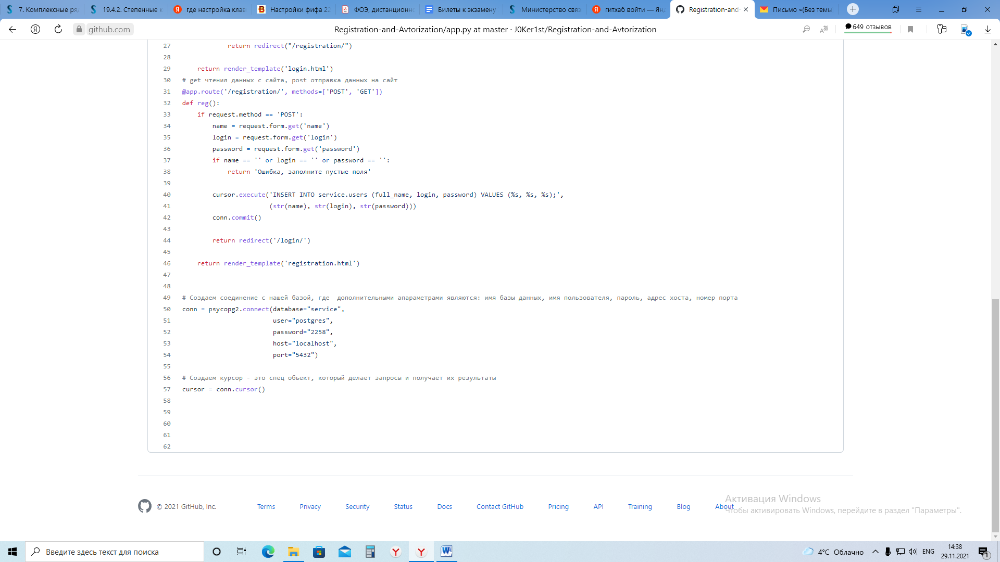 7. Комплексные ря
19.4.2. Степенные к
где настройка клав
Настройки фифа 22
ФОЭ, дистанционн
Билеты к экзамену
Министерство связ
гитхаб войти — Янд
Registration-and-
Письмо «(Без темы
github.com
Registration-and-Avtorization/app.py at master · J0Ker1st/Registration-and-Avtorization
649 отзывов
27 return redirect("/registration/")
28
29 return render_template('login.html')
30 # get чтения данных с сайта, post отправка данных на сайт
31 @app.route('/registration/', methods=['POST', 'GET'])
32 def reg():
33 if request.method == 'POST':
34 name = request.form.get('name')
35 login = request.form.get('login')
36 password = request.form.get('password')
37 if name == '' or login == '' or password == '':
38 return 'Ошибка, заполните пустые поля'
39
40 cursor.execute('INSERT INTO service.users (full_name, login, password) VALUES (%s, %s, %s);',
41 (str(name), str(login), str(password)))
42 conn.commit()
43
44 return redirect('/login/')
45
46 return render_template('registration.html')
47
48
49 # Создаем соединение с нашей базой, где  дополнительными апараметрами являются: имя базы данных, имя пользователя, пароль, адрес хоста, номер порта
50 conn = psycopg2.connect(database="service",
51 user="postgres",
52 password="2258",
53 host="localhost",
54 port="5432")
55
56 # Создаем курсор - это спец объект, который делает запросы и получает их результаты
57 cursor = conn.cursor()
58
59
60
61
62
© 2021 GitHub, Inc.
Terms
Privacy
Security
Status
Docs
Contact GitHub
Pricing
API
Training
Blog
About
Активация Windows
Чтобы активировать Windows, перейдите в раздел "Параметры".
Введите здесь текст для поиска
4°C Облачно
ENG
14:38
29.11.2021
1